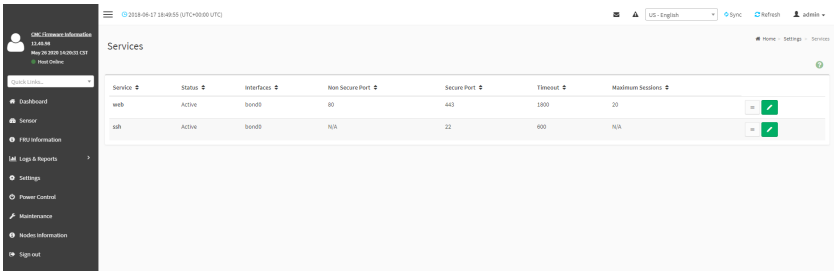 2018-06-17 18:49:55 (UTC+00:00 UTC)
US - English
Sync
Refresh
admin
CMC Firmware Information
12.40.56
May 26 2020 14:20:31 CST
Host Online
Quick Links...
Dashboard
Sensor
FRU Information
Logs & Reports
Settings
Power Control
Maintenance
Nodes Information
Sign out
Services
Home > Settings > Services
Service Status Interfaces Non Secure Port Secure Port Timeout Maximum Sessions
web Active bond0 80 443 1800 20
ssh Active bond0 N/A 22 600 N/A